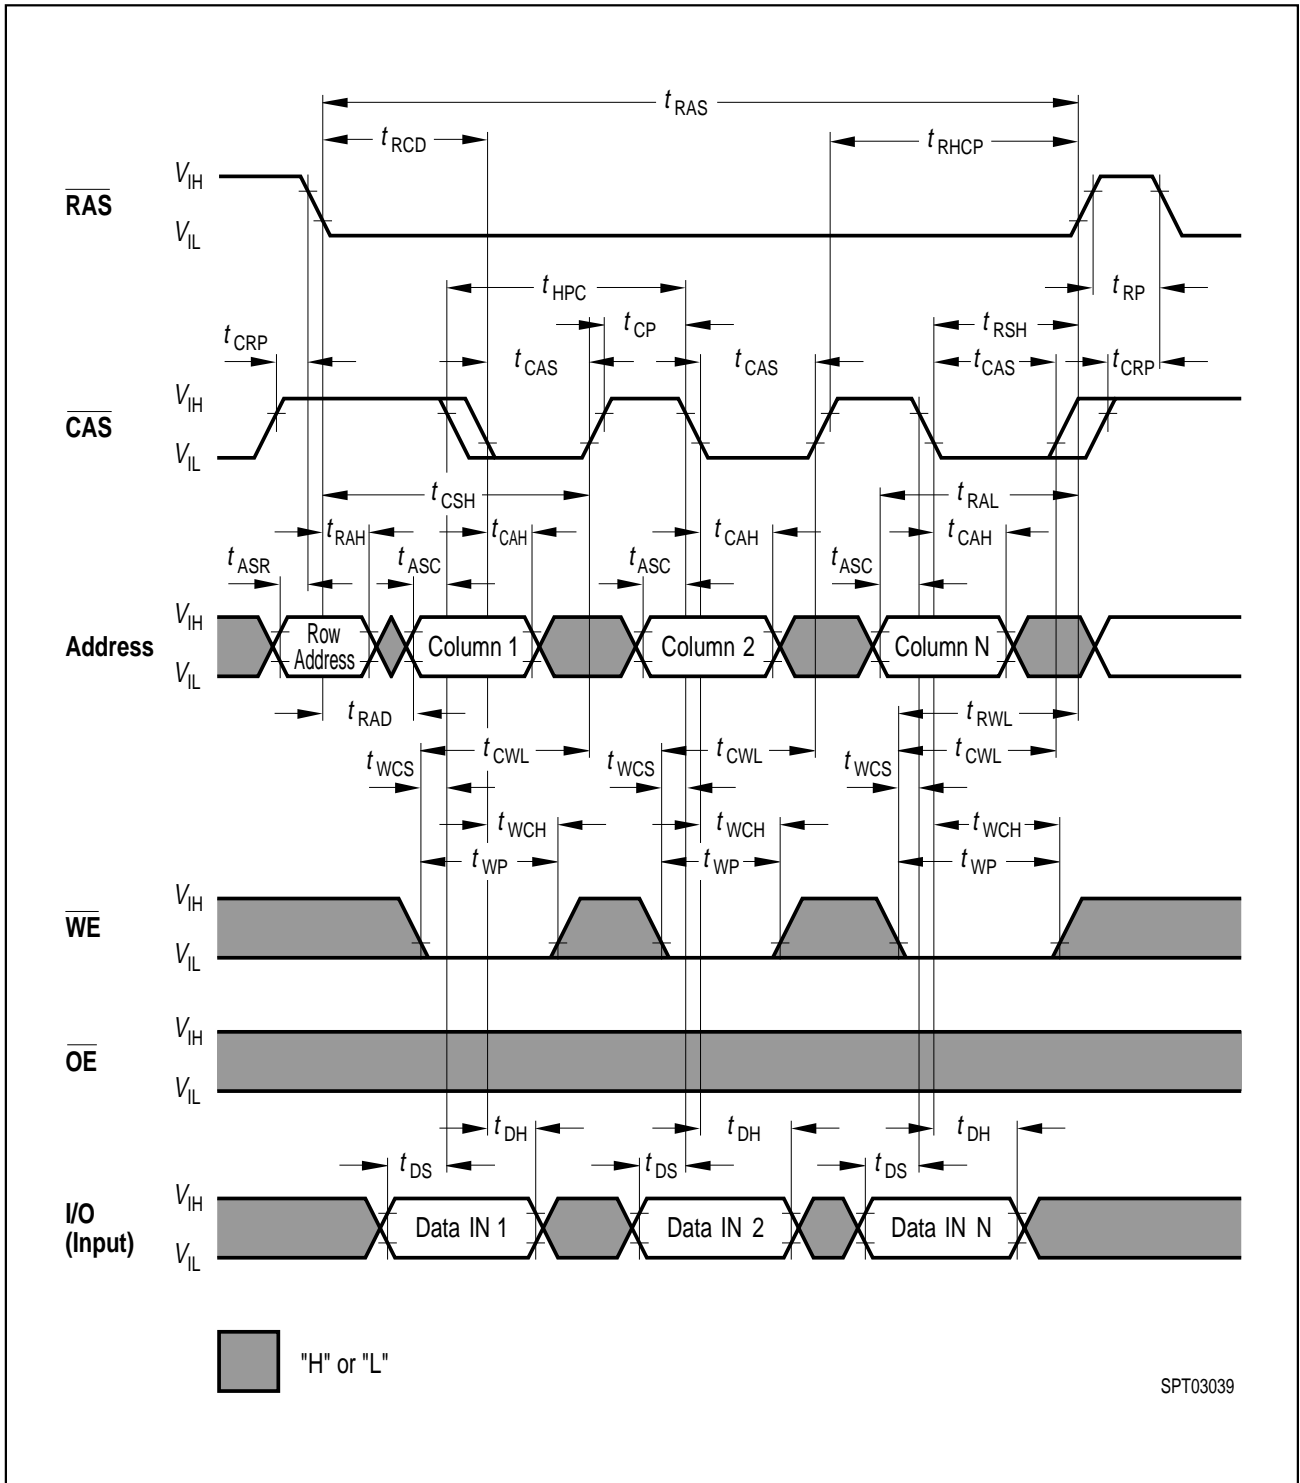 tRAS
tRCD tRHCP
VIH
RAS
VIL
tHPC tRP
tCP tRSH
tCRP tCAS tCAS tCAS tCRP
VIH
CAS
VIL
tCSH tRAL
tRAH tCAH tCAH tCAH
tASR tASC tASC tASC
VIH
Address Row Address Column 1 Column 2 Column N
VIL
tRAD tRWL
tCWL tCWL tCWL
tWCS tWCS tWCS
tWCH tWCH tWCH
tWP tWP tWP
VIH
WE
VIL
VIH
OE
VIL
tDH tDH tDH
tDS tDS tDS
VIH
I/O Data IN 1 Data IN 2 Data IN N
(Input)
VIL
"H" or "L"
SPT03039